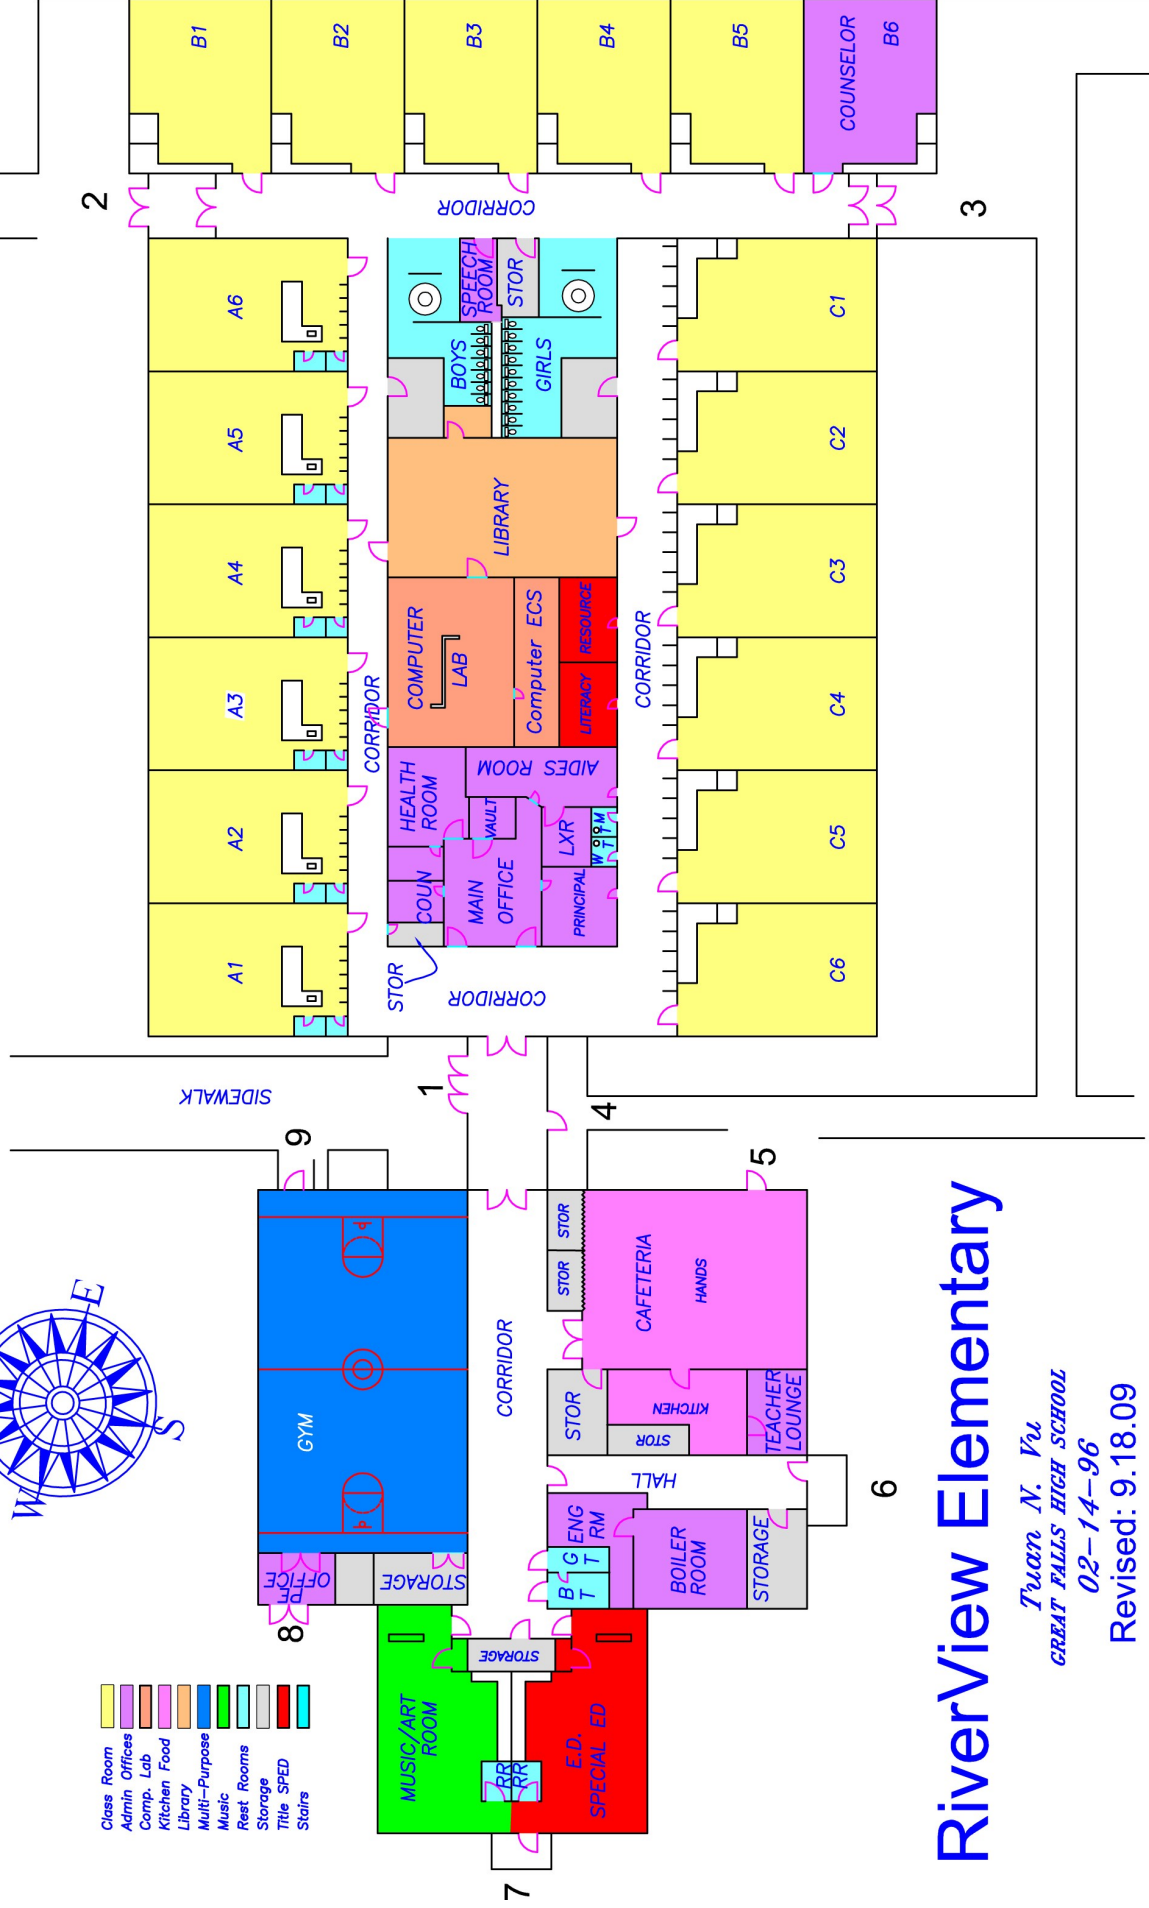 RiverView Elementary
Tuan N. Vu
GREAT FALLS HIGH SCHOOL
02-14-96
Revised: 9.18.09
Class Room
Admin Offices
Comp. Lab
Kitchen Food
Library
Multi-Purpose
Music
Rest Rooms
Storage
Title SPED
Stairs
W
S
E
8
PE
OFFICE
STORAGE
GYM
9
SIDEWALK
7
MUSIC/ART
ROOM
RR
RR
E.D.
SPECIAL ED
STORAGE
B
T
G
T
ENG
RM
BOILER
ROOM
STORAGE
HALL
6
CORRIDOR
STOR
STOR
KITCHEN
TEACHER
LOUNGE
STOR
STOR
CAFETERIA
HANDS
5
1
4
A1
A2
A3
A4
A5
A6
2
CORRIDOR
STOR
CORRIDOR
COUN
MAIN
OFFICE
PRINCIPAL
HEALTH
ROOM
VAULT
LXR
W
T
M
T
AIDES ROOM
COMPUTER
LAB
Computer ECS
LITERACY
RESOURCE
LIBRARY
BOYS
GIRLS
SPEECH
ROOM
STOR
CORRIDOR
CORRIDOR
C6
C5
C4
C3
C2
C1
3
B1
B2
B3
B4
B5
COUNSELOR
B6